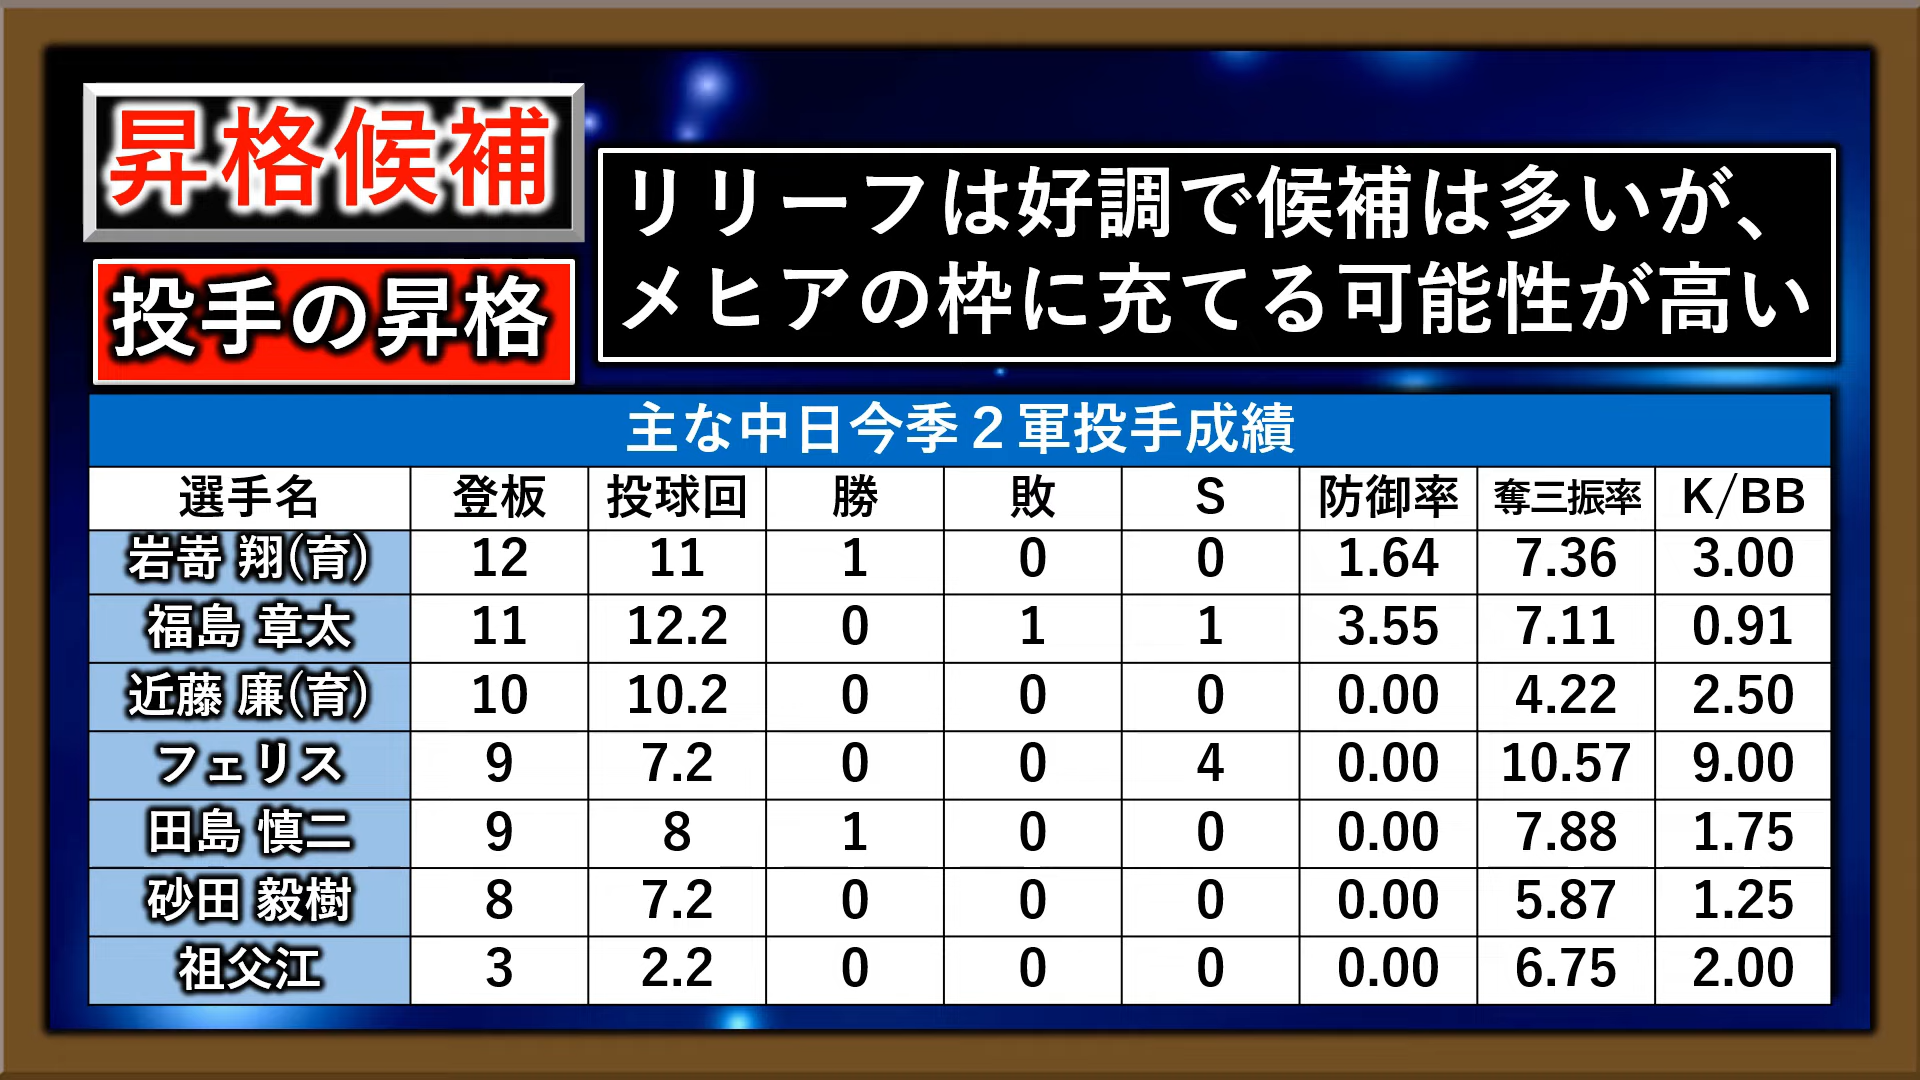 昇格候補
投手の昇格
リリーフは好調で候補は多いが、
メヒアの枠に充てる可能性が高い
主な中日今季２軍投手成績
選手名 登板 投球回 勝 敗 S 防御率 奪三振率 K/BB
岩嵜 翔(育) 12 11 1 0 0 1.64 7.36 3.00
福島 章太 11 12.2 0 1 1 3.55 7.11 0.91
近藤 廉(育) 10 10.2 0 0 0 0.00 4.22 2.50
フェリス 9 7.2 0 0 4 0.00 10.57 9.00
田島 慎二 9 8 1 0 0 0.00 7.88 1.75
砂田 毅樹 8 7.2 0 0 0 0.00 5.87 1.25
祖父江 3 2.2 0 0 0 0.00 6.75 2.00